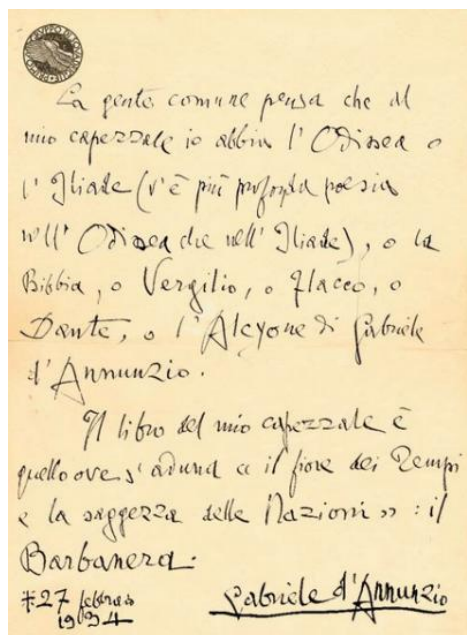 La gente comune pensa che al
mio capezzale io abbia l'Odissea o
l'Iliade (v'è più profonda poesia
nell'Odissea che nell'Iliade), o la
Bibbia, o Vergilio, o Flacco, o
Dante, o l'Alcyone di Gabriele
d'Annunzio.
Il libro del mio capezzale è
quello ove s'aduna « il fiore dei Tempi
e la saggezza delle Nazioni » : il
Barbanera.
27 febbraio
1934
Gabriele d'Annunzio